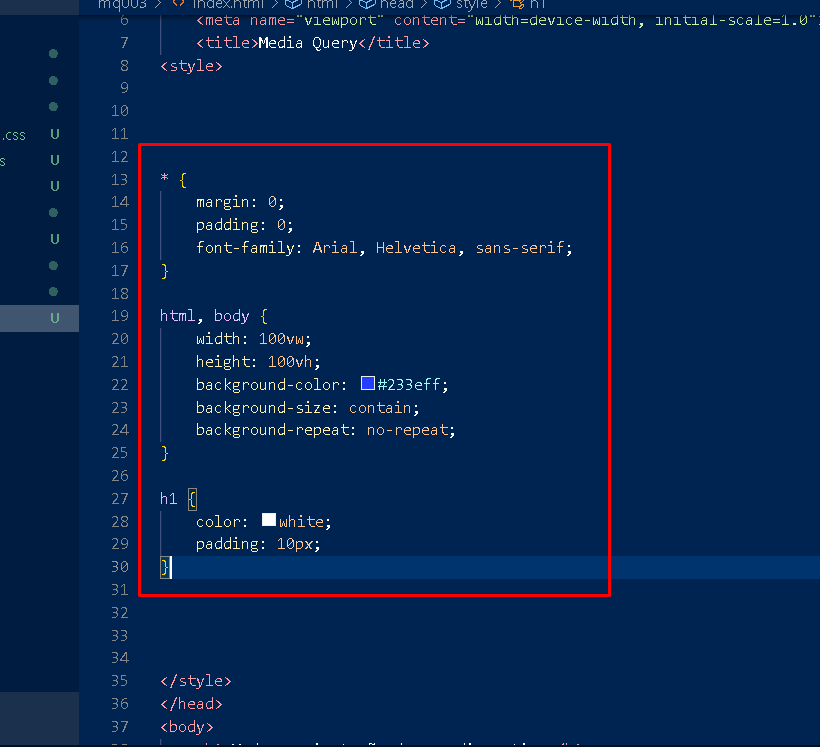 mq003 > <> index.html > html > head > style > h1
6 <meta name="viewport" content="width=device-width, initial-scale=1.0">
7 <title>Media Query</title>
8 <style>
9
10
11
.css U
12
s U
13 * {
U
14 margin: 0;
15 padding: 0;
16 font-family: Arial, Helvetica, sans-serif;
U
17 }
18
19 html, body {
U
20 width: 100vw;
21 height: 100vh;
22 background-color: #233eff;
23 background-size: contain;
24 background-repeat: no-repeat;
25 }
26
27 h1 {
28 color: white;
29 padding: 10px;
30 }
31
32
33
34
35 </style>
36 </head>
37 <body>